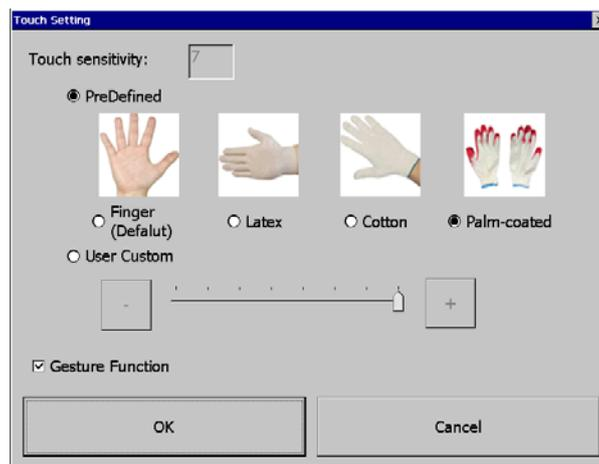 Touch Setting
Touch sensitivity: 7
PreDefined
Finger
(Defalut)
Latex
Cotton
Palm-coated
User Custom
- +
Gesture Function
OK Cancel